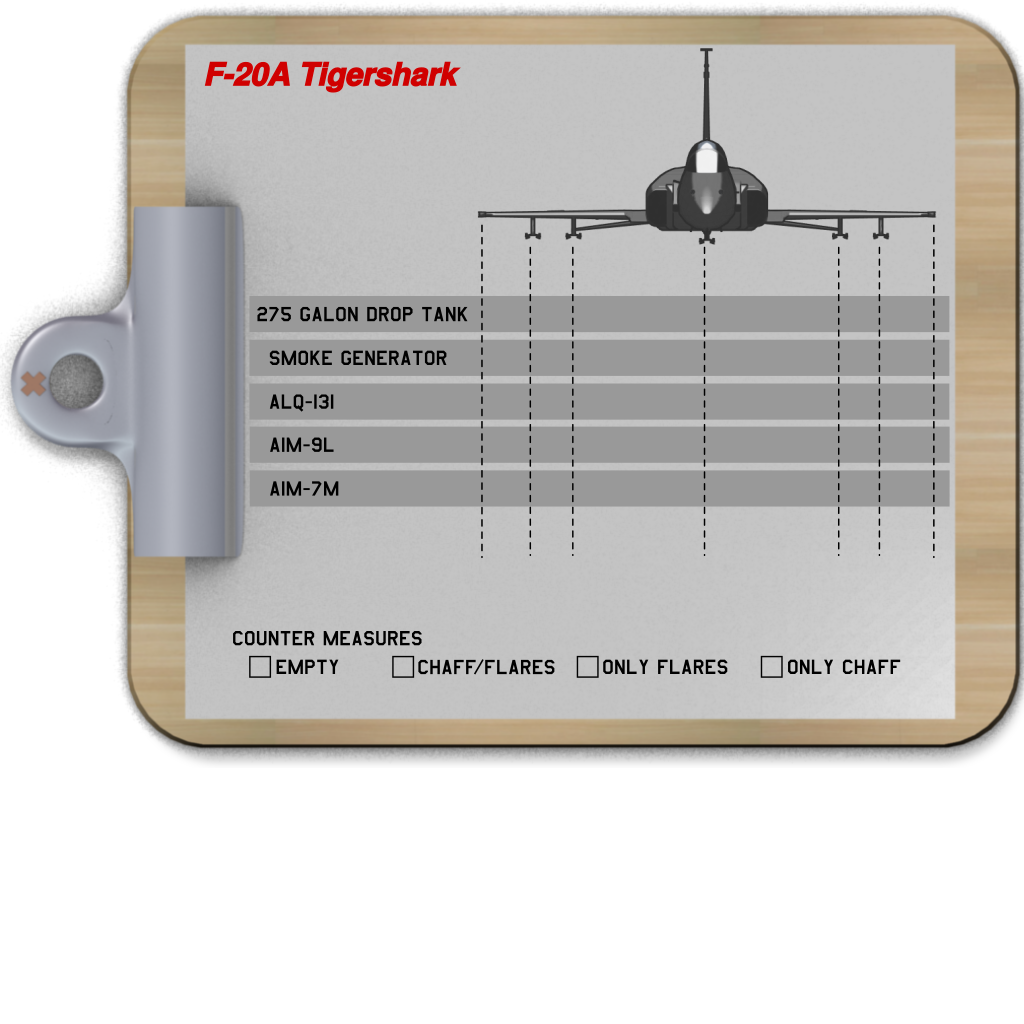 F-20A Tigershark
275 GALON DROP TANK
SMOKE GENERATOR
ALQ-131
AIM-9L
AIM-7M
COUNTER MEASURES
EMPTY CHAFF/FLARES ONLY FLARES ONLY CHAFF